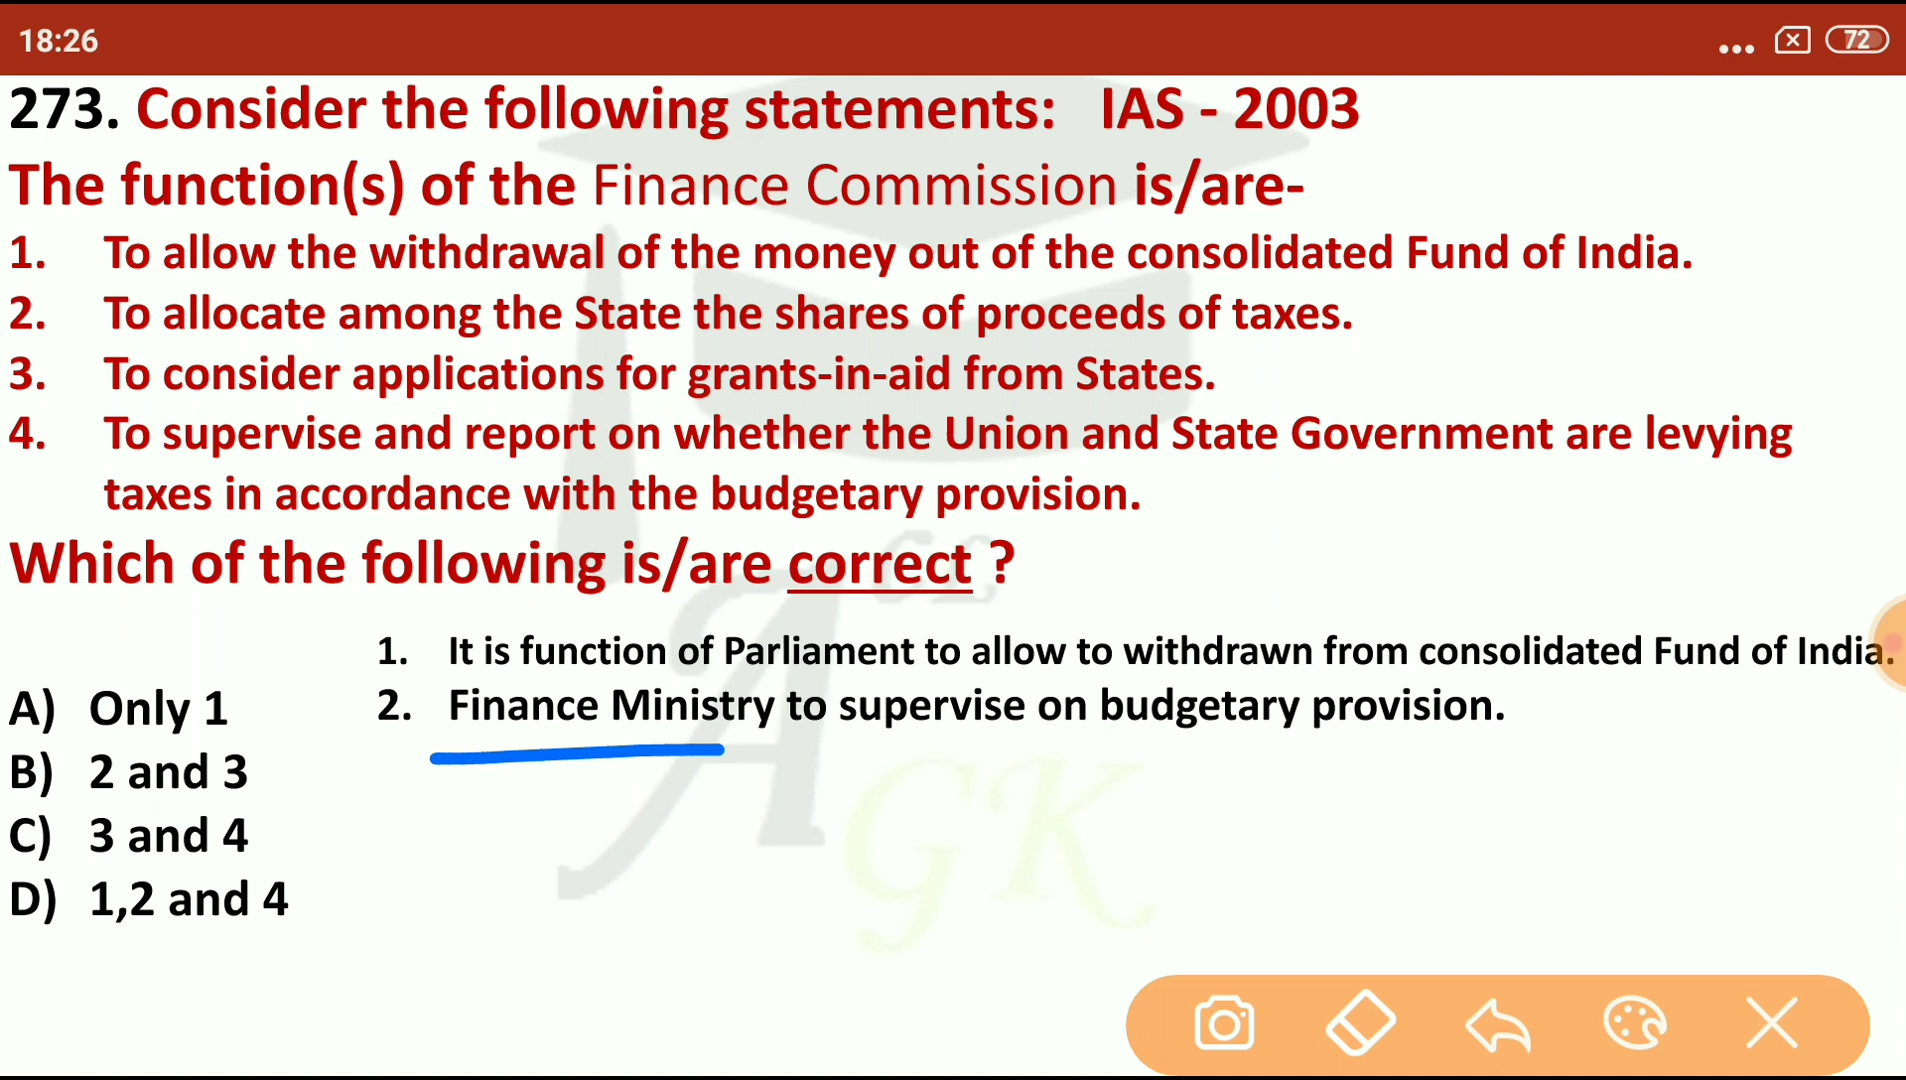 18:26
72
273. Consider the following statements: IAS - 2003
The function(s) of the Finance Commission is/are-
1. To allow the withdrawal of the money out of the consolidated Fund of India.
2. To allocate among the State the shares of proceeds of taxes.
3. To consider applications for grants-in-aid from States.
4. To supervise and report on whether the Union and State Government are levying
taxes in accordance with the budgetary provision.
Which of the following is/are correct ?
1. It is function of Parliament to allow to withdrawn from consolidated Fund of India.
2. Finance Ministry to supervise on budgetary provision.
A) Only 1
B) 2 and 3
C) 3 and 4
D) 1,2 and 4
A
GK